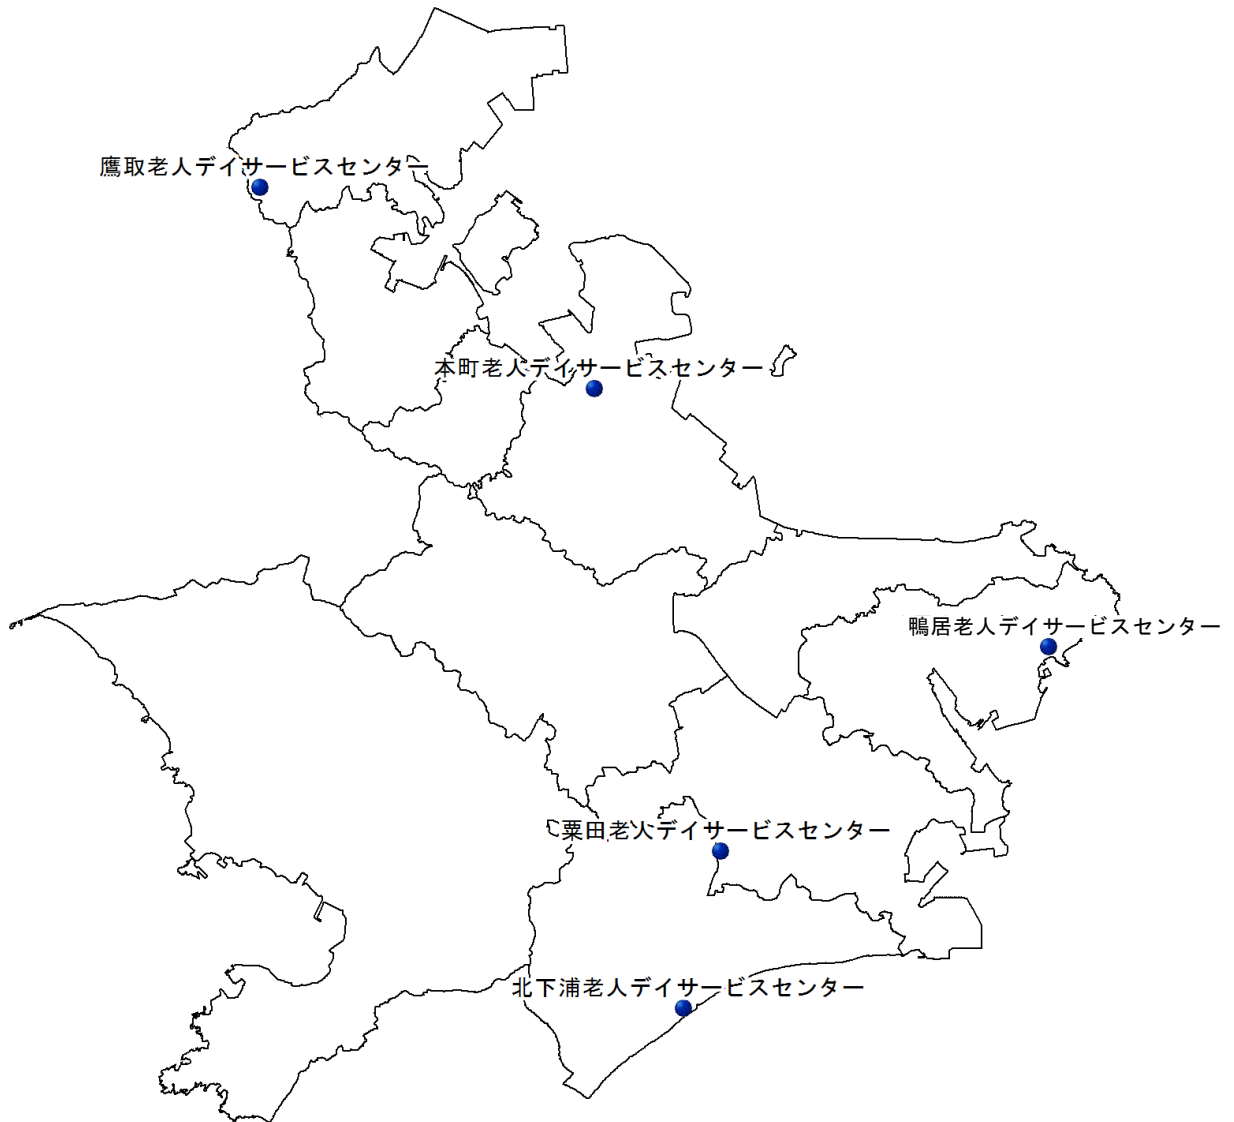 鷹取老人デイサービスセンター
本町老人デイサービスセンター
鴨居老人デイサービスセンター
粟田老人デイサービスセンター
北下浦老人デイサービスセンター